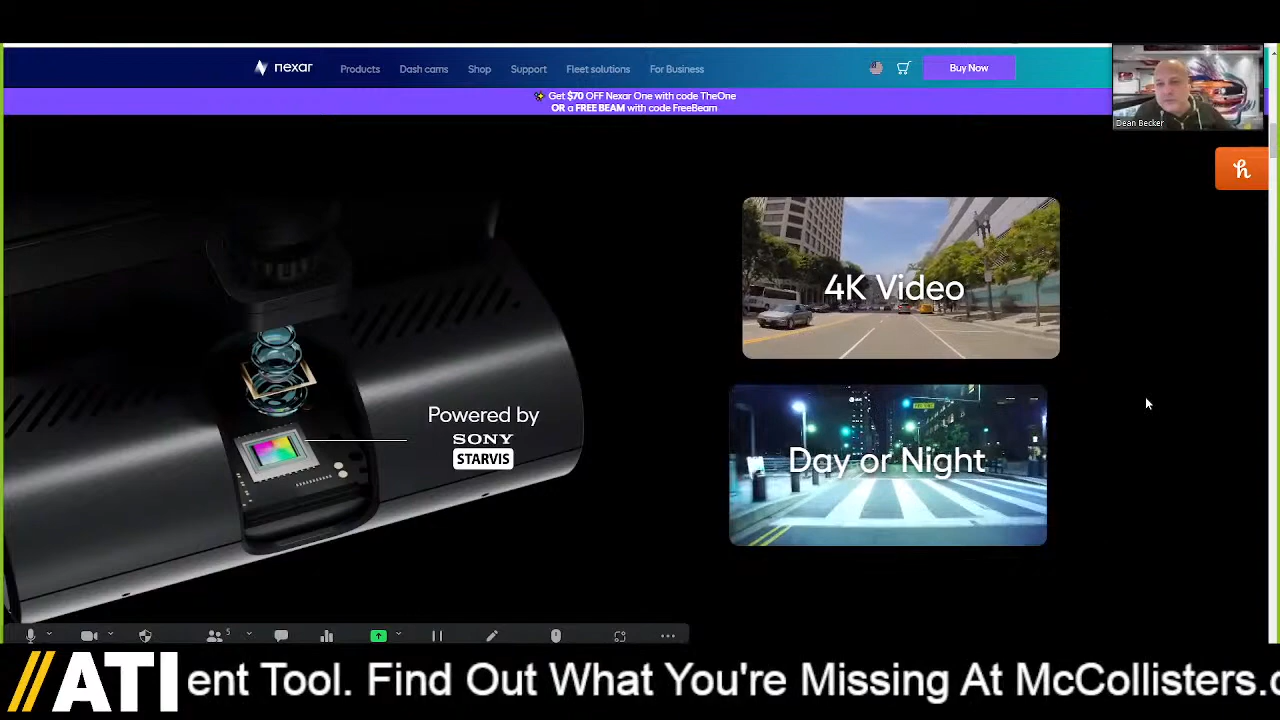 nexar Products Dash cams Shop Support Fleet solutions For Business Buy Now
Get $70 OFF Nexar One with code TheOne
OR a FREE BEAM with code FreeBeam
Dean Becker
h
4K Video
Powered by
SONY
STARVIS
Day or Night
5
//ATI ent Tool. Find Out What You're Missing At McCollisters.c